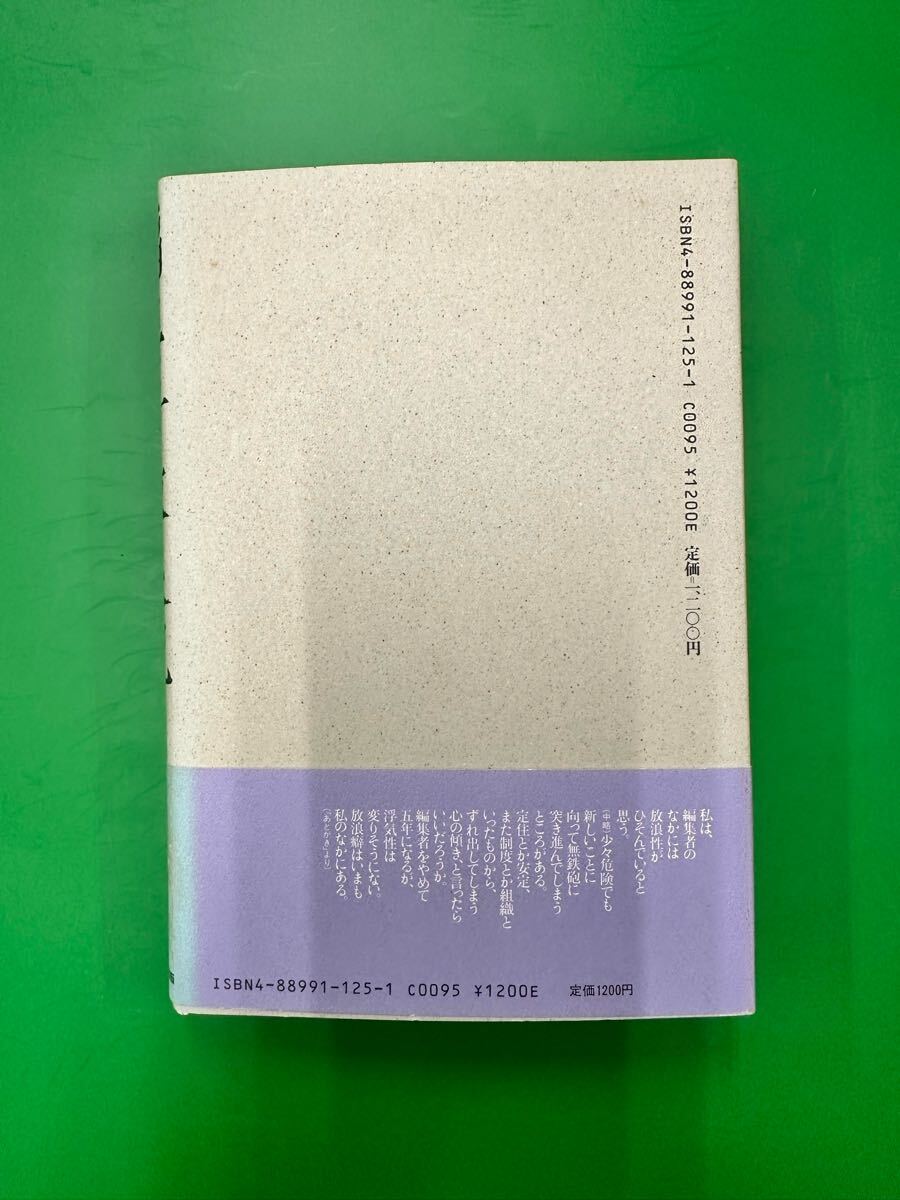 ISBN4-88991-125-1 C0095 ¥1200E 定価=一二〇〇円
私は、
編集者の
なかには
放浪性が
ひそんでいると
思う。
(中略)少々危険でも
新しいことに
向って無鉄砲に
突き進んでしまう
ところがある。
定住とか安定、
また制度とか組織と
いったものから、
ずれ出してしまう
心の傾き、と言ったら
いいだろうか。
編集者をやめて
五年になるが、
浮気性は
変りそうにない。
放浪癖はいまも
私のなかにある。
(あとがきより)
ISBN4-88991-125-1 C0095 ¥1200E 定価1200円